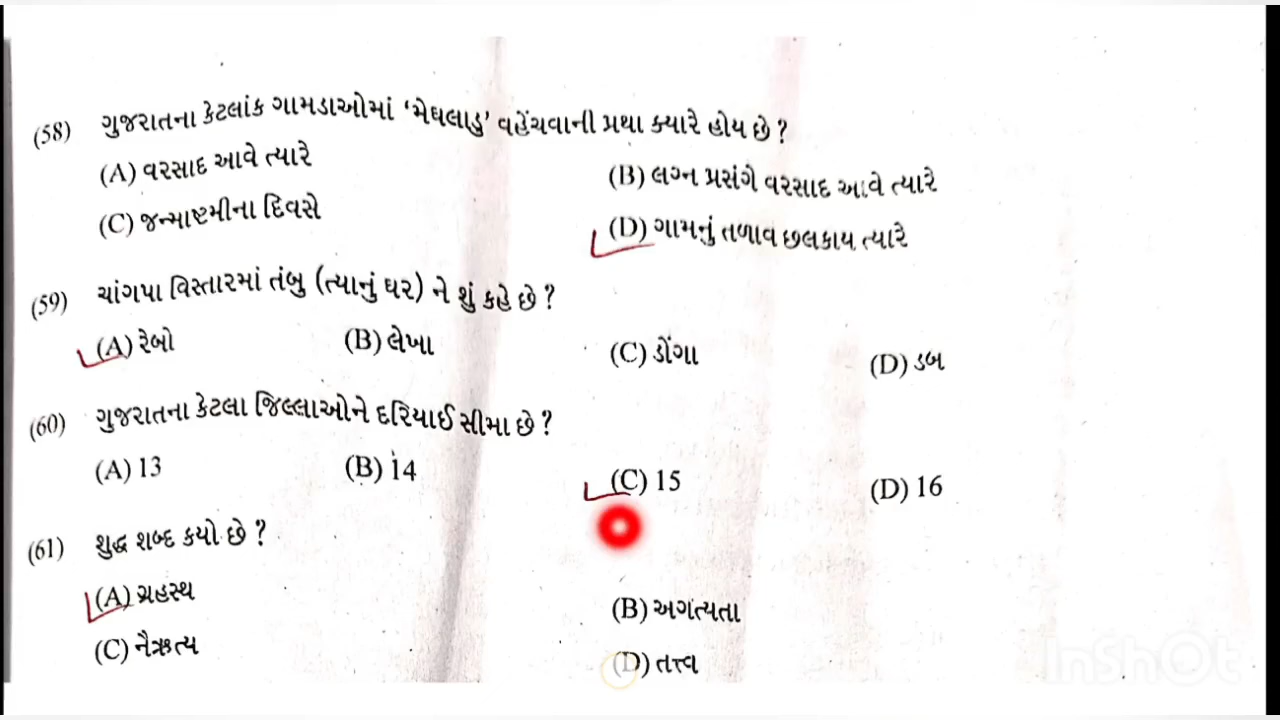 (58) ગુજરાતના કેટલાંક ગામડાઓમાં ‘મેઘલાડુ’ વહેંચવાની પ્રથા ક્યારે હોય છે ?
(A) વરસાદ આવે ત્યારે (B) લગ્ન પ્રસંગે વરસાદ આવે ત્યારે
(C) જન્માષ્ટમીના દિવસે (D) ગામનું તળાવ છલકાય ત્યારે
(59) ચાંગપા વિસ્તારમાં તંબુ (ત્યાનું ઘર) ને શું કહે છે ?
(A) રેબો (B) લેખા (C) ડોંગા (D) ડબ
(60) ગુજરાતના કેટલા જિલ્લાઓને દરિયાઈ સીમા છે ?
(A) 13 (B) 14 (C) 15 (D) 16
(61) શુદ્ધ શબ્દ કયો છે ?
(A) ગ્રહસ્થ (B) અગત્યતા
(C) નૈઋત્ય (D) તત્ત્વ
InShOt